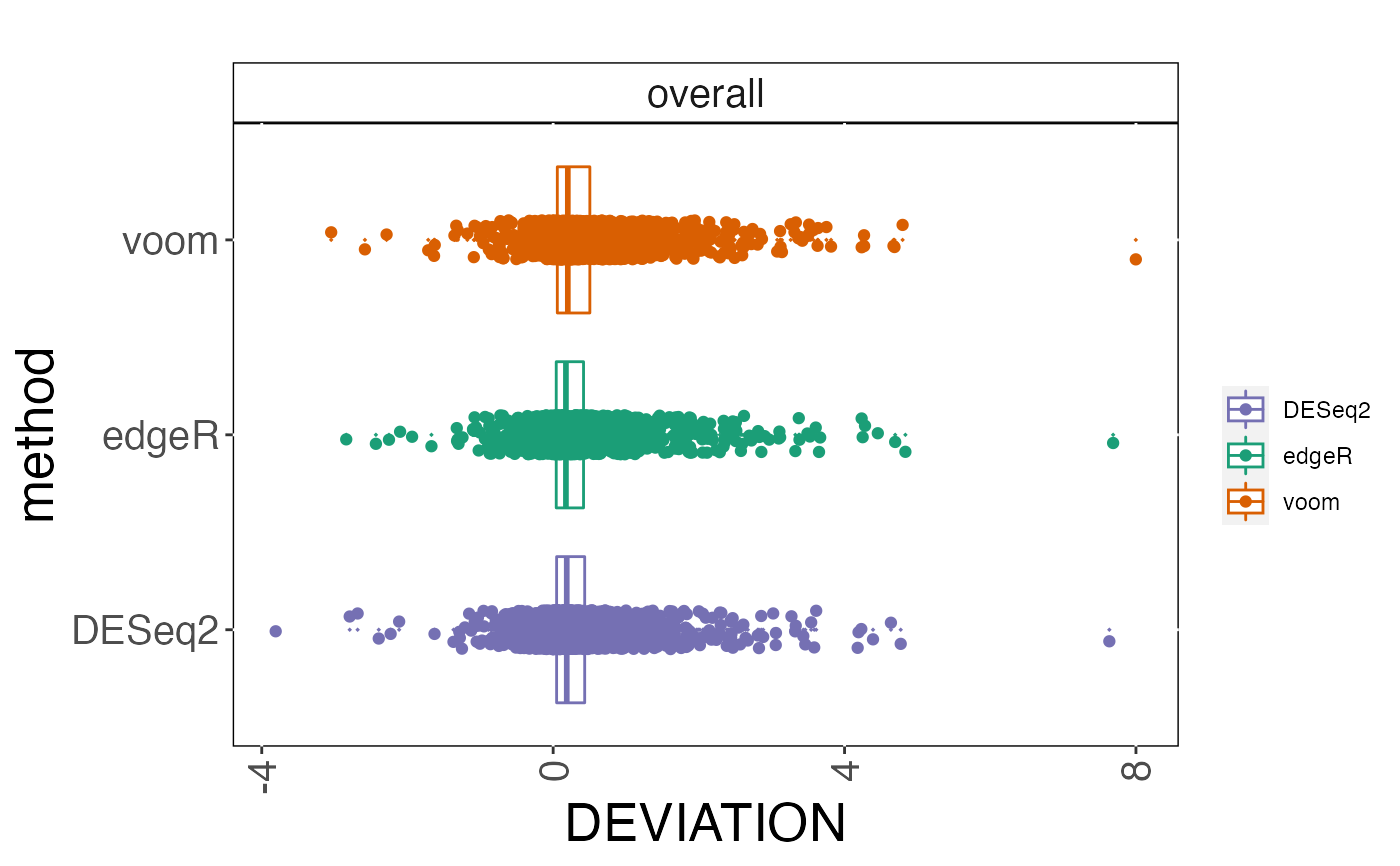 overall
method
voom
edgeR
DESeq2
-4
0
4
8
DEVIATION
DESeq2
edgeR
voom